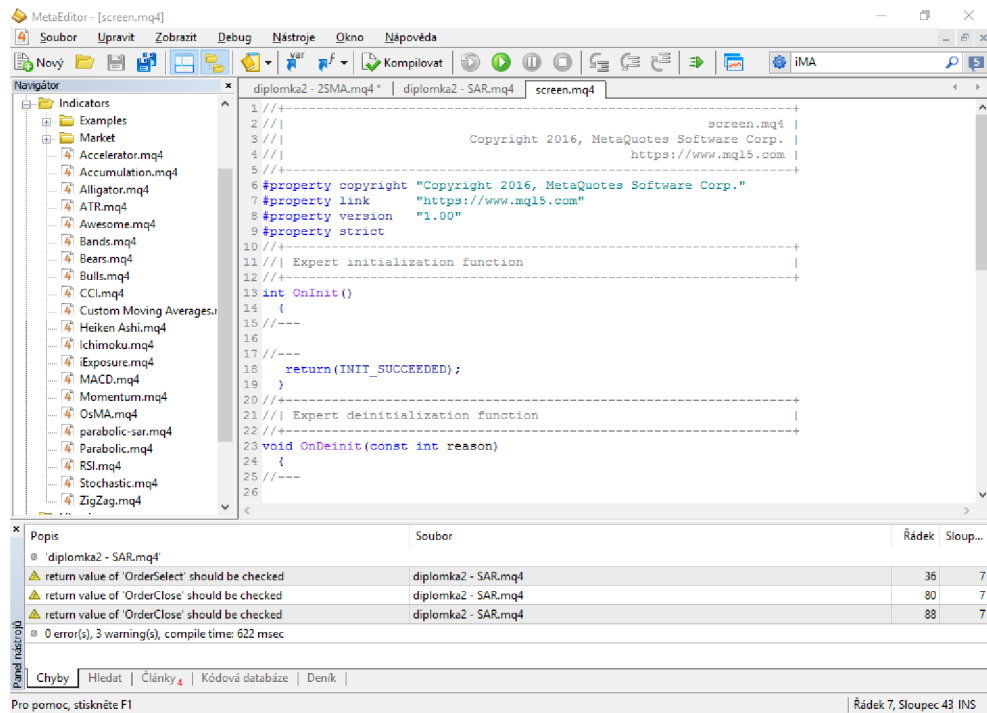 MetaEditor - [screen.mq4]
Soubor Upravit Zobrazit Debug Nástroje Okno Nápověda
Nový Kompilovat iMA 5
Navigátor
Indicators
Examples
Market
Accelerator.mq4
Accumulation.mq4
Alligator.mq4
ATR.mq4
Awesome.mq4
Bands.mq4
Bears.mq4
Bulls.mq4
CCI.mq4
Custom Moving Averages.r
Heiken Ashi.mq4
Ichimoku.mq4
iExposure.mq4
MACD.mq4
Momentum.mq4
OsMA.mq4
parabolic-sar.mq4
Parabolic.mq4
RSI.mq4
Stochastic.mq4
ZigZag.mq4
diplomka2 - 2SMA.mq4 * | diplomka2 - SAR.mq4 screen.mq4
1 //+------------------------------------------------------------------+
2 //| screen.mq4 |
3 //| Copyright 2016, MetaQuotes Software Corp. |
4 //| https://www.mql5.com |
5 //+------------------------------------------------------------------+
6 #property copyright "Copyright 2016, MetaQuotes Software Corp."
7 #property link "https://www.mql5.com"
8 #property version "1.00"
9 #property strict
10 //+------------------------------------------------------------------+
11 //| Expert initialization function |
12 //+------------------------------------------------------------------+
13 int OnInit()
14 {
15 //---
16
17 //---
18 return(INIT_SUCCEEDED);
19 }
20 //+------------------------------------------------------------------+
21 //| Expert deinitialization function |
22 //+------------------------------------------------------------------+
23 void OnDeinit(const int reason)
24 {
25 //---
26
Popis Soubor Řádek Sloup...
'diplomka2 - SAR.mq4'
return value of 'OrderSelect' should be checked diplomka2 - SAR.mq4 36 7
return value of 'OrderClose' should be checked diplomka2 - SAR.mq4 80 7
return value of 'OrderClose' should be checked diplomka2 - SAR.mq4 88 7
0 error(s), 3 warning(s), compile time: 622 msec
Panel nástrojů
Chyby Hledat | Články 4 | Kódová databáze | Deník |
Pro pomoc, stiskněte F1 Řádek 7, Sloupec 43 INS